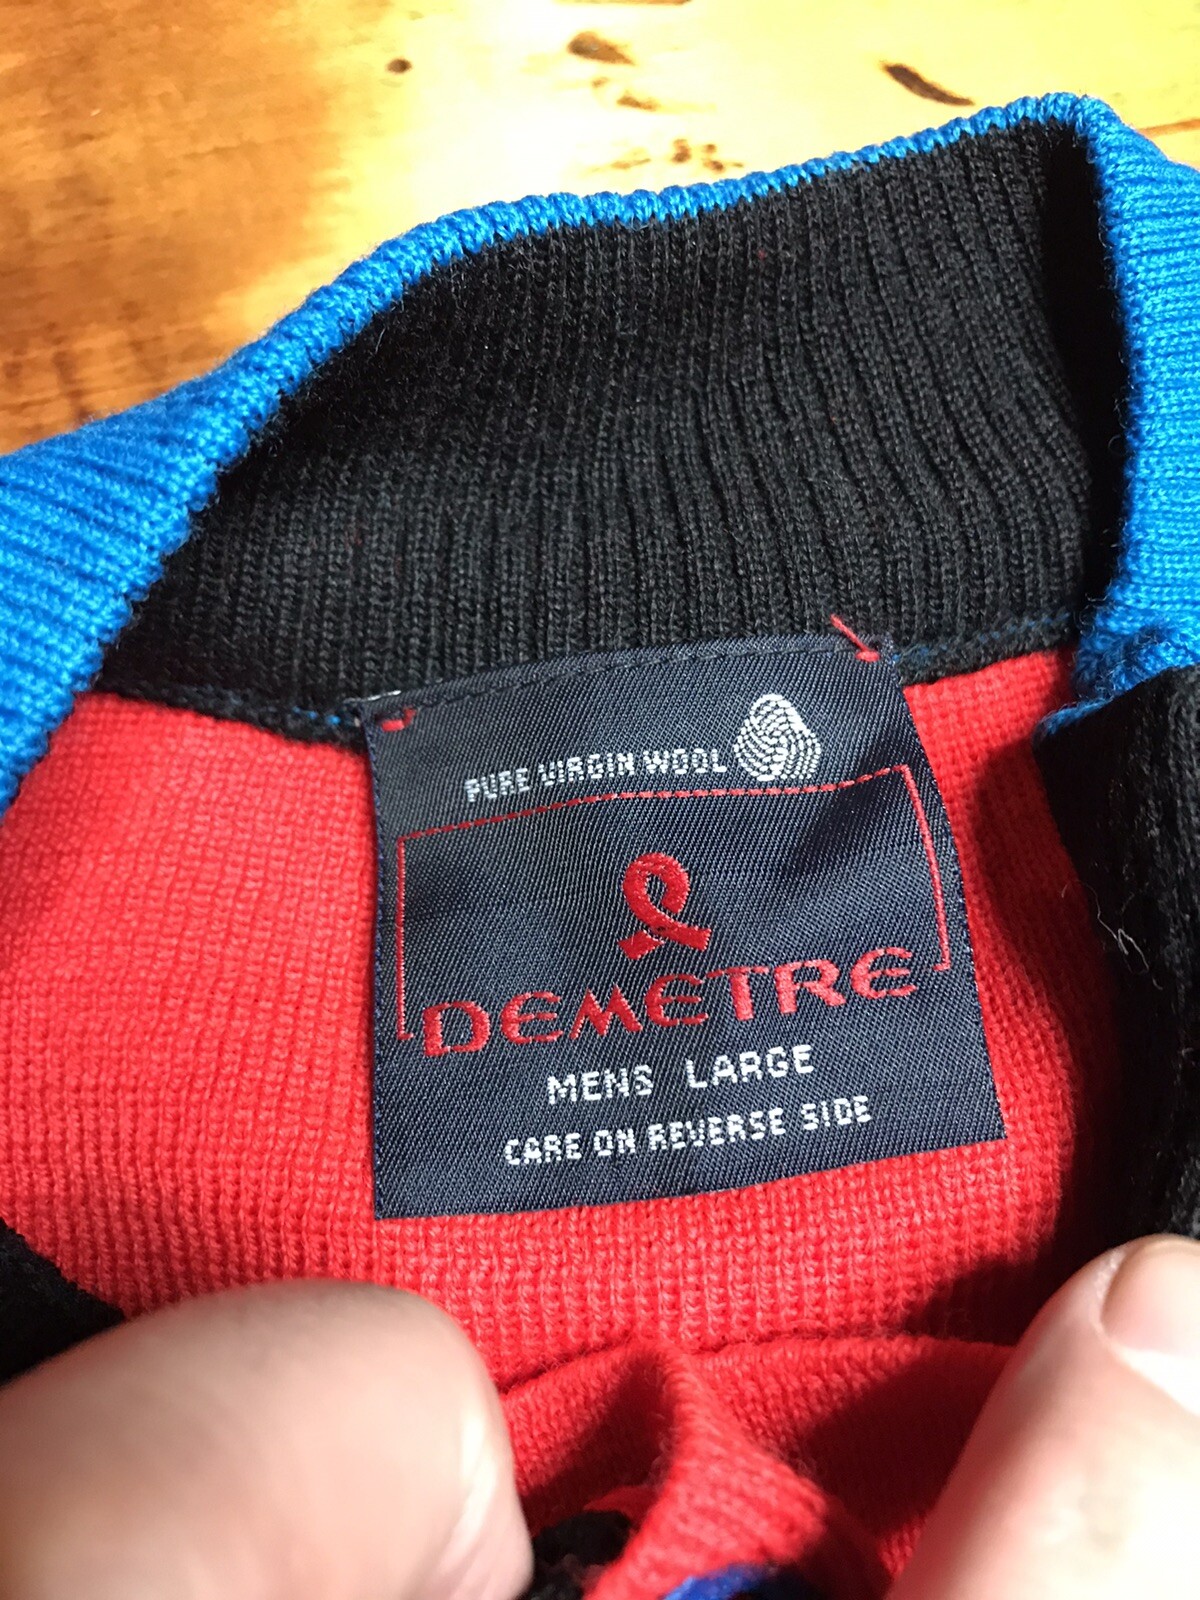 PURE VIRGIN WOOL
DEMETRE
MENS LARGE
CARE ON REVERSE SIDE